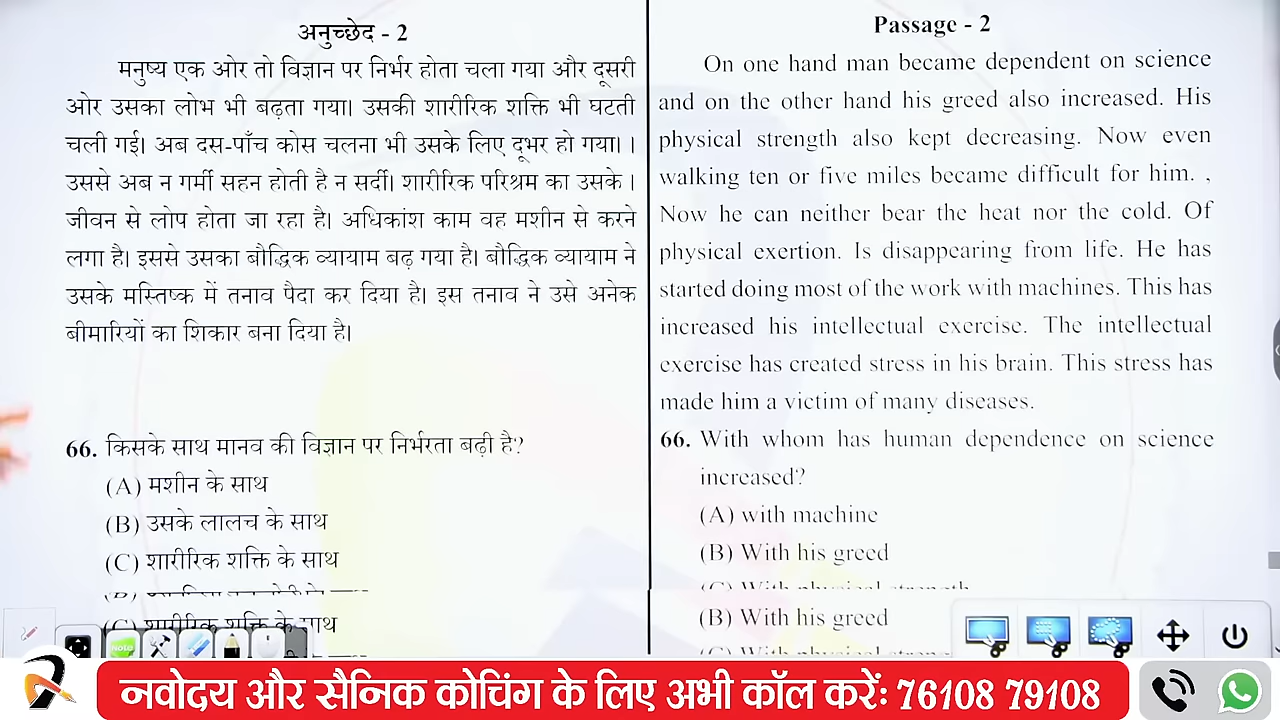 अनुच्छेद - 2
मनुष्य एक ओर तो विज्ञान पर निर्भर होता चला गया और दूसरी
ओर उसका लोभ भी बढ़ता गया। उसकी शारीरिक शक्ति भी घटती
चली गई। अब दस-पाँच कोस चलना भी उसके लिए दूभर हो गया।।
उससे अब न गर्मी सहन होती है न सर्दी। शारीरिक परिश्रम का उसके।
जीवन से लोप होता जा रहा है। अधिकांश काम वह मशीन से करने
लगा है। इससे उसका बौद्धिक व्यायाम बढ़ गया है। बौद्धिक व्यायाम ने
उसके मस्तिष्क में तनाव पैदा कर दिया है। इस तनाव ने उसे अनेक
बीमारियों का शिकार बना दिया है।
66. किसके साथ मानव की विज्ञान पर निर्भरता बढ़ी है?
(A) मशीन के साथ
(B) उसके लालच के साथ
(C) शारीरिक शक्ति के साथ
(C) शारीरिक शक्ति के साथ
Passage - 2
On one hand man became dependent on science
and on the other hand his greed also increased. His
physical strength also kept decreasing. Now even
walking ten or five miles became difficult for him. ,
Now he can neither bear the heat nor the cold. Of
physical exertion. Is disappearing from life. He has
started doing most of the work with machines. This has
increased his intellectual exercise. The intellectual
exercise has created stress in his brain. This stress has
made him a victim of many diseases.
66. With whom has human dependence on science
increased?
(A) with machine
(B) With his greed
(C) With physical strength
(B) With his greed
(C) With physical
नवोदय और सैनिक कोचिंग के लिए अभी कॉल करें: 76108 79108